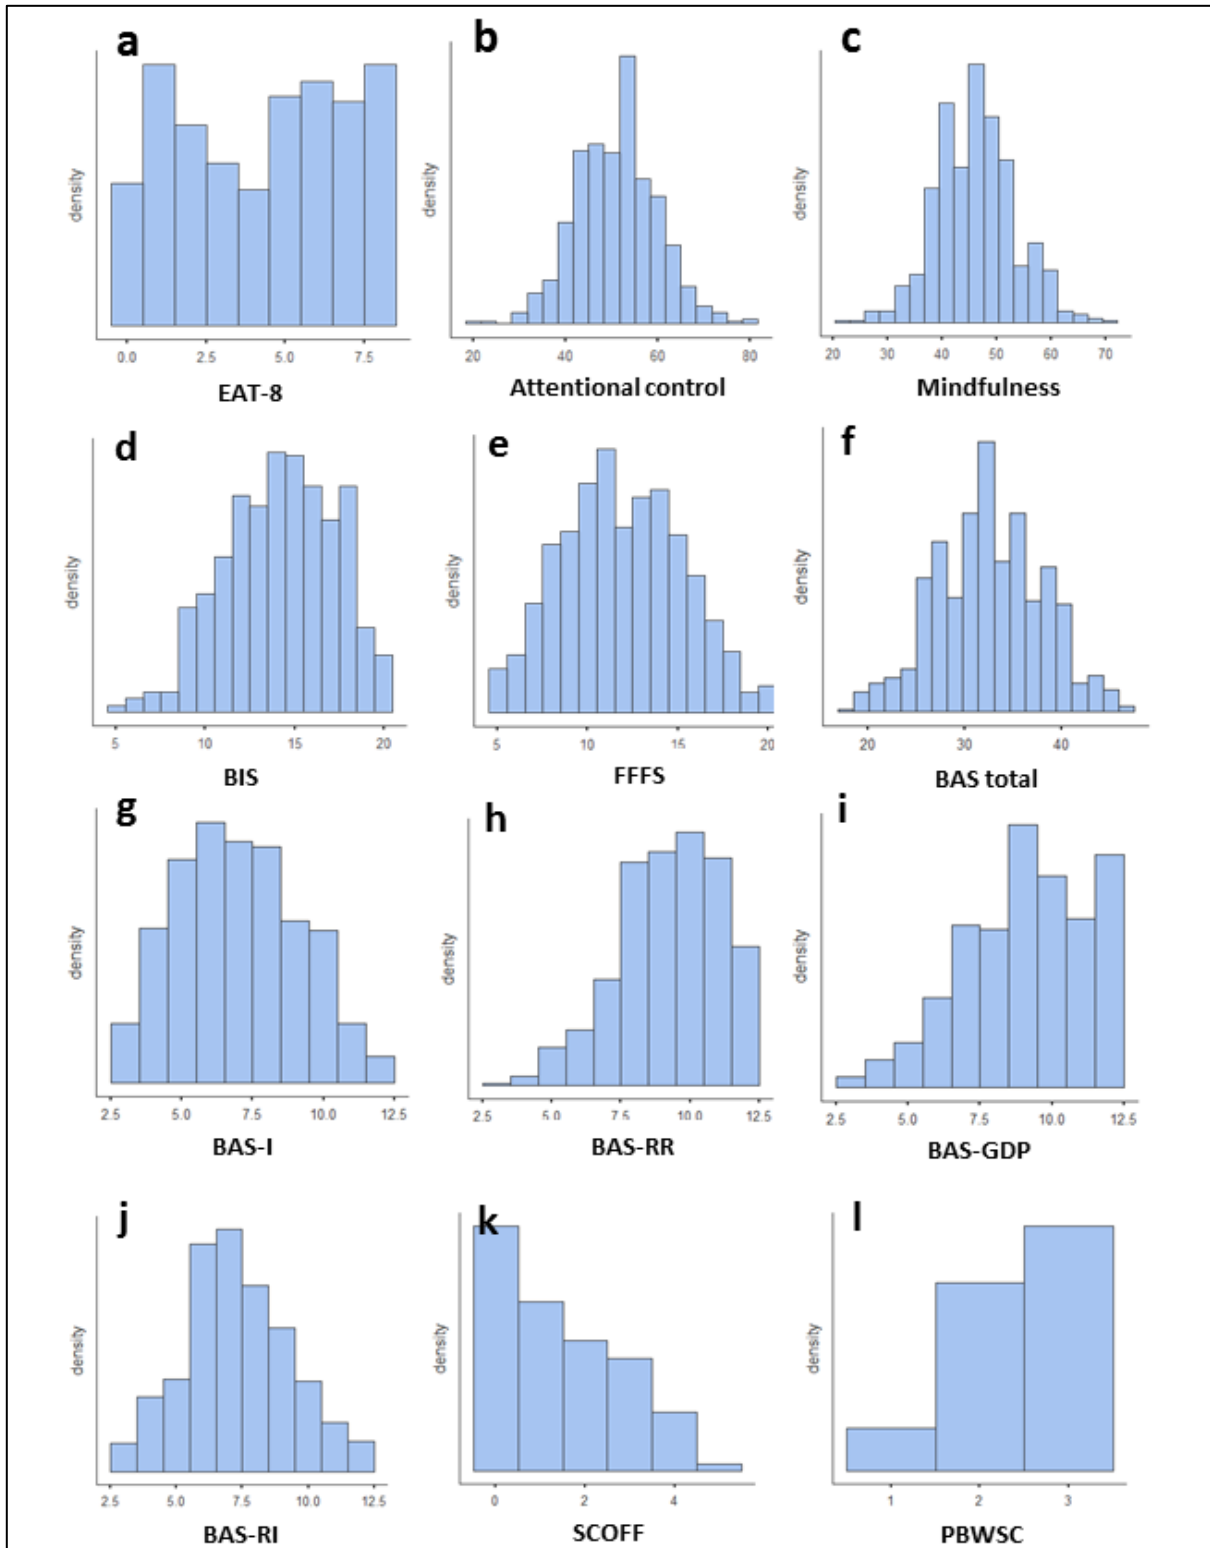 a
density
0.0 2.5 5.0 7.5
EAT-8
b
density
20 40 60 80
Attentional control
c
density
20 30 40 50 60 70
Mindfulness
d
density
5 10 15 20
BIS
e
density
5 10 15 20
FFFS
f
density
20 30 40
BAS total
g
density
2.5 5.0 7.5 10.0 12.5
BAS-I
h
density
2.5 5.0 7.5 10.0 12.5
BAS-RR
i
density
2.5 5.0 7.5 10.0 12.5
BAS-GDP
j
density
2.5 5.0 7.5 10.0 12.5
BAS-RI
k
density
0 2 4
SCOFF
l
density
1 2 3
PBWSC